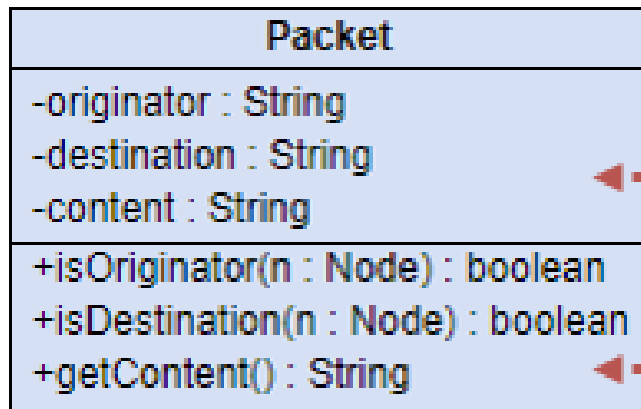 Packet
-originator : String
-destination : String
-content : String
+isOriginator(n : Node) : boolean
+isDestination(n : Node) : boolean
+getContent() : String